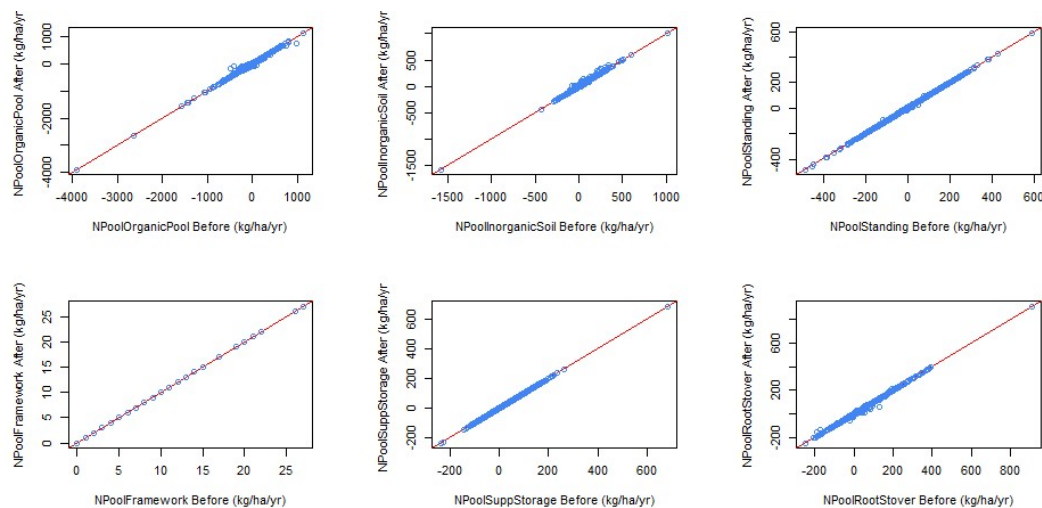 NPoolOrganicPool After (kg/ha/yr)
1000
0
-2000
-4000
-4000 -3000 -2000 -1000 0 1000
NPoolOrganicPool Before (kg/ha/yr)
NPoolInorganicSoil After (kg/ha/yr)
500
0
-500
-1500
-1500 -1000 -500 0 500 1000
NPoolInorganicSoil Before (kg/ha/yr)
NPoolStanding After (kg/ha/yr)
600
200
0
-400
-400 -200 0 200 400 600
NPoolStanding Before (kg/ha/yr)
NPoolFramework After (kg/ha/yr)
25
20
15
10
5
0
0 5 10 15 20 25
NPoolFramework Before (kg/ha/yr)
NPoolSuppStorage After (kg/ha/yr)
600
400
200
0
-200
-200 0 200 400 600
NPoolSuppStorage Before (kg/ha/yr)
NPoolRootStover After (kg/ha/yr)
600
200
0
-200
-200 0 200 400 600 800
NPoolRootStover Before (kg/ha/yr)